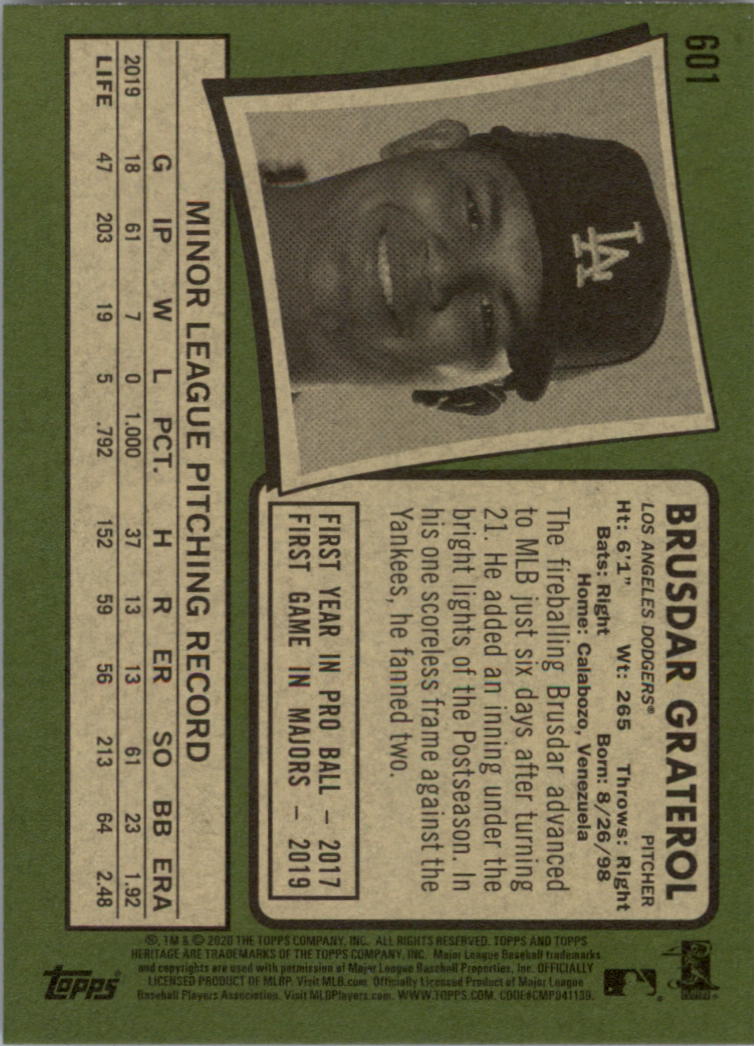 601
LA
BRUSDAR GRATEROL
LOS ANGELES DODGERS® PITCHER
Ht: 6'1" Wt: 265 Throws: Right
Bats: Right Born: 8/26/98
Home: Calabozo, Venezuela
The fireballing Brusdar advanced
to MLB just six days after turning
21. He added an inning under the
bright lights of the Postseason. In
his one scoreless frame against the
Yankees, he fanned two.
FIRST YEAR IN PRO BALL – 2017
FIRST GAME IN MAJORS – 2019
MINOR LEAGUE PITCHING RECORD
G IP W L PCT. H R ER SO BB ERA
2019 18 61 7 0 1.000 37 13 13 61 23 1.92
LIFE 47 203 19 5 .792 152 59 56 213 64 2.48
®, TM & © 2020 THE TOPPS COMPANY, INC. ALL RIGHTS RESERVED. TOPPS AND TOPPS
HERITAGE ARE TRADEMARKS OF THE TOPPS COMPANY, INC. Major League Baseball trademarks
and copyrights are used with permission of Major League Baseball Properties, Inc. OFFICIALLY
LICENSED PRODUCT OF MLBP. Visit MLB.com Officially Licensed Product of Major League
Baseball Players Association. Visit MLBPlayers.com. WWW.TOPPS.COM. CODE#CMP041139.
topps